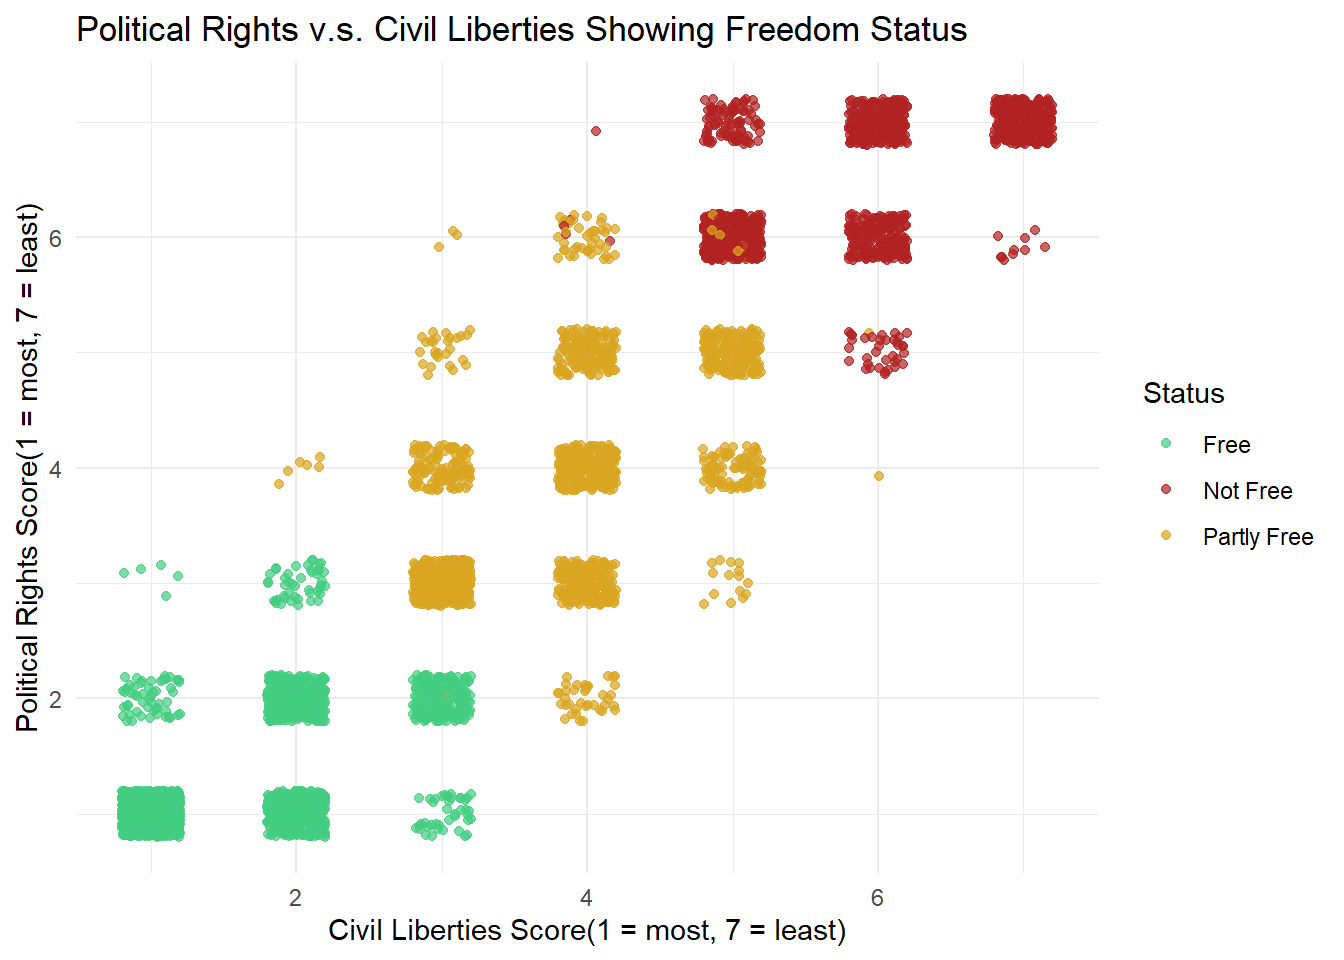 Political Rights v.s. Civil Liberties Showing Freedom Status
Political Rights Score(1 = most, 7 = least)
6
4
2
2
4
6
Civil Liberties Score(1 = most, 7 = least)
Status
Free
Not Free
Partly Free